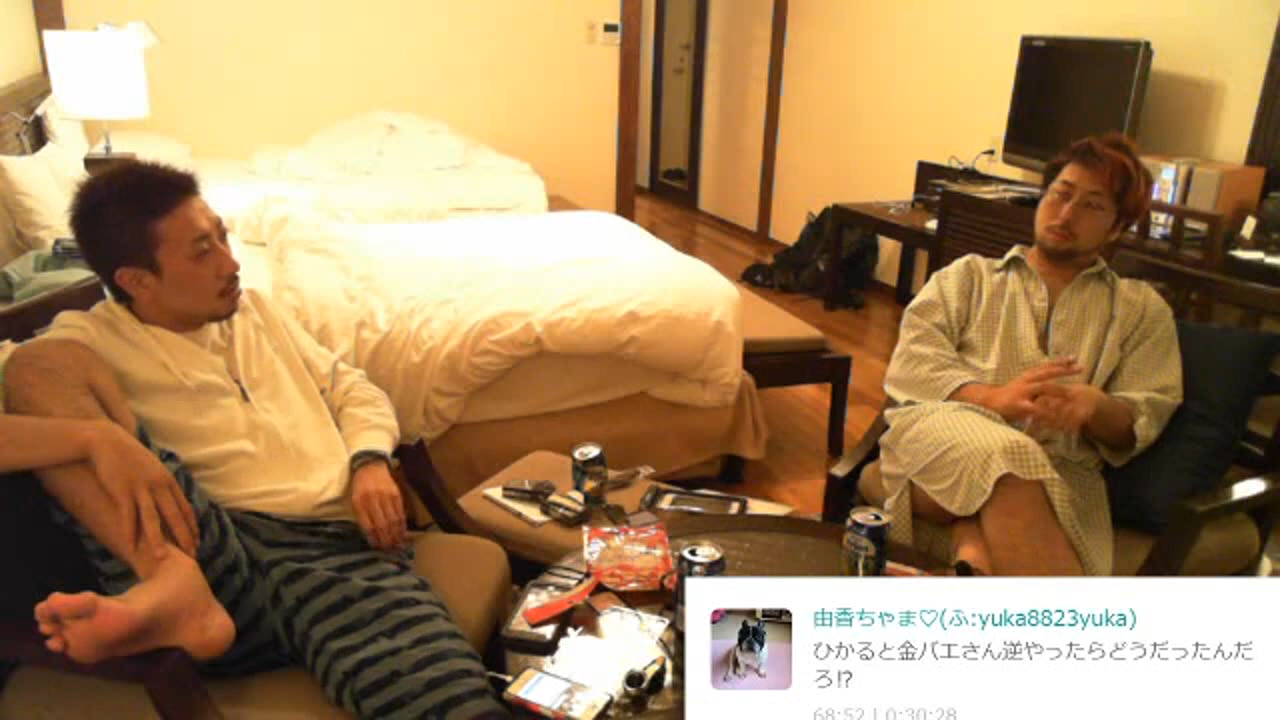 由香ちゃま♡(ふ:yuka8823yuka)
ひかると金バエさん逆やったらどうだったんだ
ろ!?
68:52 | 0:30:28